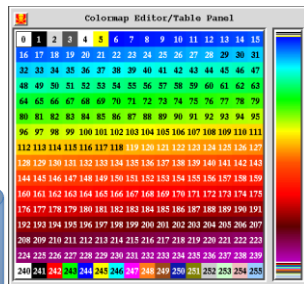 Colormap Editor/Table Panel
0 1 2 3 4 5 6 7 8 9 10 11 12 13 14 15
16 17 18 19 20 21 22 23 24 25 26 27 28 29 30 31
32 33 34 35 36 37 38 39 40 41 42 43 44 45 46 47
48 49 50 51 52 53 54 55 56 57 58 59 60 61 62 63
64 65 66 67 68 69 70 71 72 73 74 75 76 77 78 79
80 81 82 83 84 85 86 87 88 89 90 91 92 93 94 95
96 97 98 99 100 101 102 103 104 105 106 107 108 109 110 111
112 113 114 115 116 117 118 119 120 121 122 123 124 125 126 127
128 129 130 131 132 133 134 135 136 137 138 139 140 141 142 143
144 145 146 147 148 149 150 151 152 153 154 155 156 157 158 159
160 161 162 163 164 165 166 167 168 169 170 171 172 173 174 175
176 177 178 179 180 181 182 183 184 185 186 187 188 189 190 191
192 193 194 195 196 197 198 199 200 201 202 203 204 205 206 207
208 209 210 211 212 213 214 215 216 217 218 219 220 221 222 223
224 225 226 227 228 229 230 231 232 233 234 235 236 237 238 239
240 241 242 243 244 245 246 247 248 249 250 251 252 253 254 255